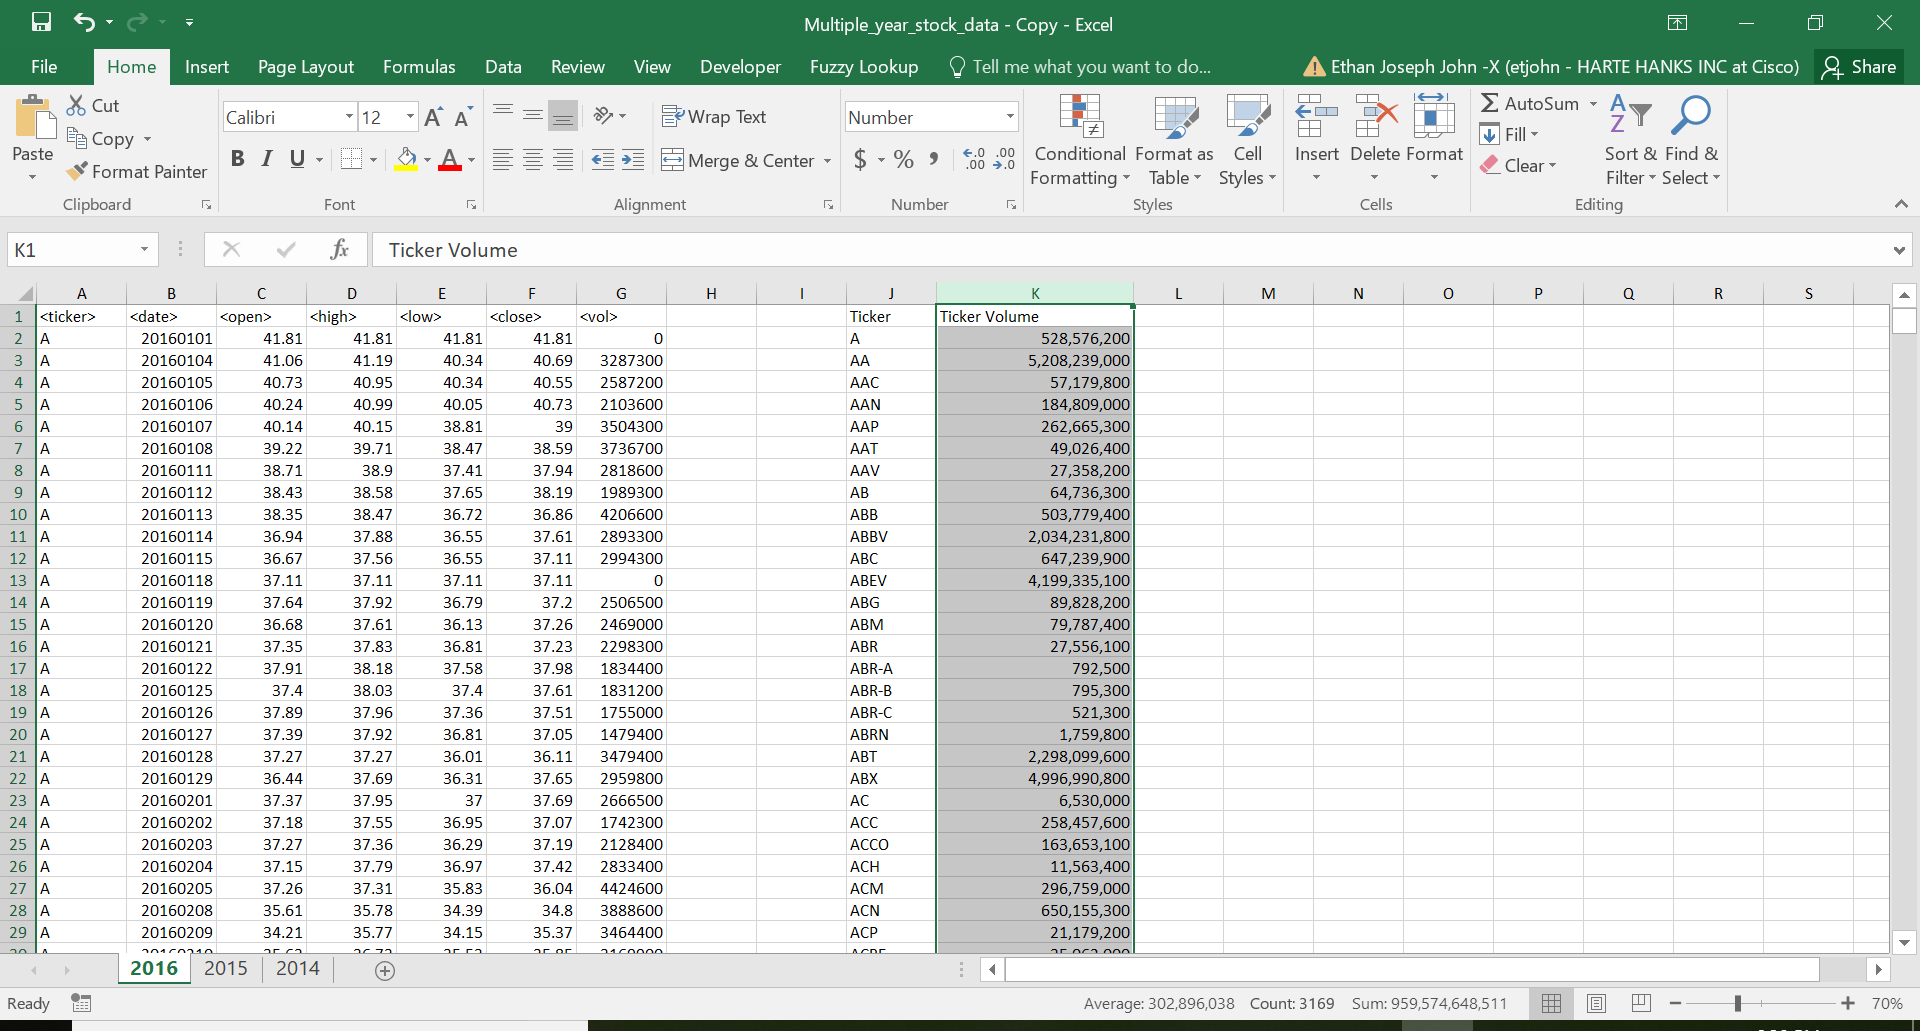 Multiple_year_stock_data - Copy - Excel
File Home Insert Page Layout Formulas Data Review View Developer Fuzzy Lookup Tell me what you want to do... Ethan Joseph John -X (etjohn - HARTE HANKS INC at Cisco) Share
Paste
Cut
Copy
Format Painter
Clipboard
Calibri 12
B I U
Font
Wrap Text
Merge & Center
Alignment
Number
$ % ,
Number
Conditional Formatting
Format as Table
Cell Styles
Styles
Insert Delete Format
Cells
AutoSum
Fill
Clear
Sort & Filter
Find & Select
Editing
K1 fx Ticker Volume
A B C D E F G H I J K L M N O P Q R S
1 <ticker> <date> <open> <high> <low> <close> <vol> Ticker Ticker Volume
2 A 20160101 41.81 41.81 41.81 41.81 0 A 528,576,200
3 A 20160104 41.06 41.19 40.34 40.69 3287300 AA 5,208,239,000
4 A 20160105 40.73 40.95 40.34 40.55 2587200 AAC 57,179,800
5 A 20160106 40.24 40.99 40.05 40.73 2103600 AAN 184,809,000
6 A 20160107 40.14 40.15 38.81 39 3504300 AAP 262,665,300
7 A 20160108 39.22 39.71 38.47 38.59 3736700 AAT 49,026,400
8 A 20160111 38.71 38.9 37.41 37.94 2818600 AAV 27,358,200
9 A 20160112 38.43 38.58 37.65 38.19 1989300 AB 64,736,300
10 A 20160113 38.35 38.47 36.72 36.86 4206600 ABB 503,779,400
11 A 20160114 36.94 37.88 36.55 37.61 2893300 ABBV 2,034,231,800
12 A 20160115 36.67 37.56 36.55 37.11 2994300 ABC 647,239,900
13 A 20160118 37.11 37.11 37.11 37.11 0 ABEV 4,199,335,100
14 A 20160119 37.64 37.92 36.79 37.2 2506500 ABG 89,828,200
15 A 20160120 36.68 37.61 36.13 37.26 2469000 ABM 79,787,400
16 A 20160121 37.35 37.83 36.81 37.23 2298300 ABR 27,556,100
17 A 20160122 37.91 38.18 37.58 37.98 1834400 ABR-A 792,500
18 A 20160125 37.4 38.03 37.4 37.61 1831200 ABR-B 795,300
19 A 20160126 37.89 37.96 37.36 37.51 1755000 ABR-C 521,300
20 A 20160127 37.39 37.92 36.81 37.05 1479400 ABRN 1,759,800
21 A 20160128 37.27 37.27 36.01 36.11 3479400 ABT 2,298,099,600
22 A 20160129 36.44 37.69 36.31 37.65 2959800 ABX 4,996,990,800
23 A 20160201 37.37 37.95 37 37.69 2666500 AC 6,530,000
24 A 20160202 37.18 37.55 36.95 37.07 1742300 ACC 258,457,600
25 A 20160203 37.27 37.36 36.29 37.19 2128400 ACCO 163,653,100
26 A 20160204 37.15 37.79 36.97 37.42 2833400 ACH 11,563,400
27 A 20160205 37.26 37.31 35.83 36.04 4424600 ACM 296,759,000
28 A 20160208 35.61 35.78 34.39 34.8 3888600 ACN 650,155,300
29 A 20160209 34.21 35.77 34.15 35.37 3464400 ACP 21,179,200
2016 2015 2014
Ready Average: 302,896,038 Count: 3169 Sum: 959,574,648,511 70%